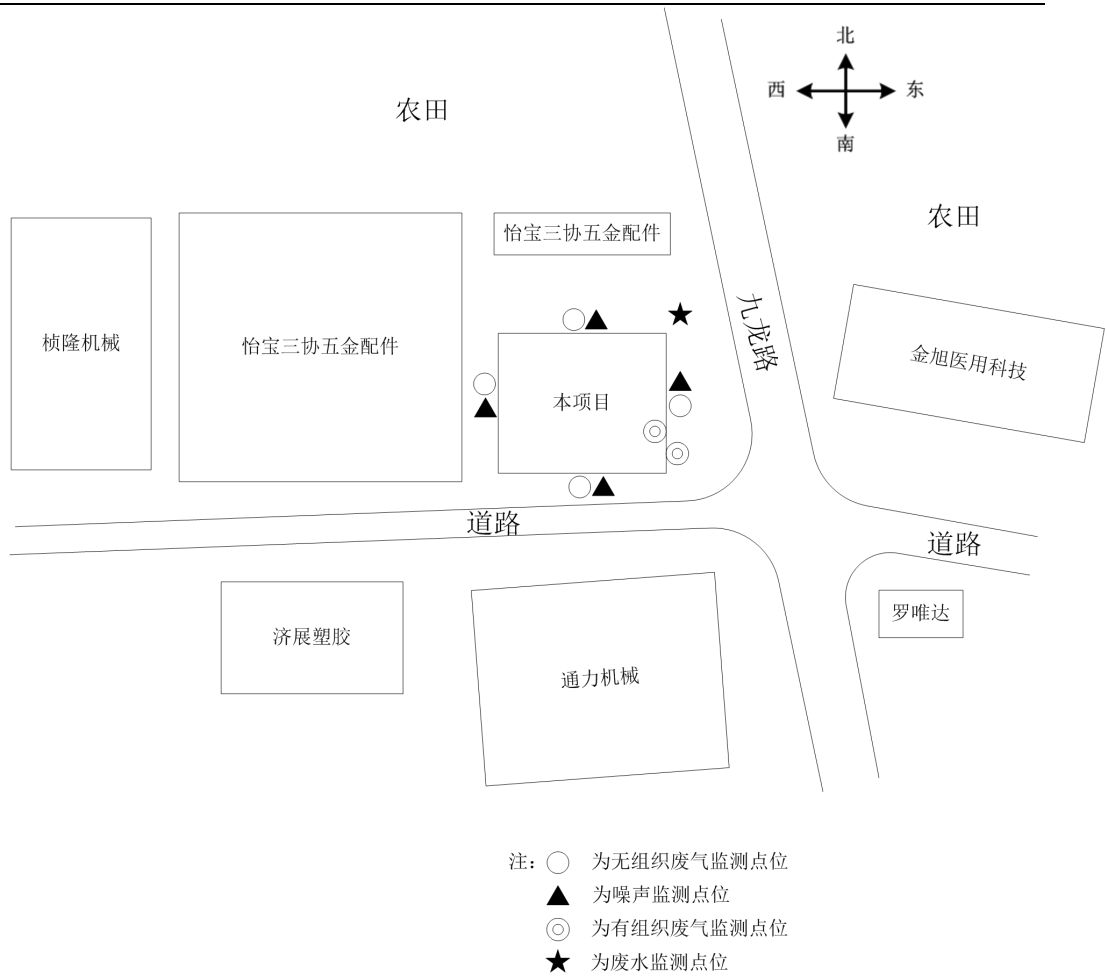 北
西
东
南
农田
农田
怡宝三协五金配件
桢隆机械
怡宝三协五金配件
九龙路
金旭医用科技
本项目
道路
道路
济展塑胶
通力机械
罗唯达
注: 为无组织废气监测点位
为噪声监测点位
为有组织废气监测点位
为废水监测点位